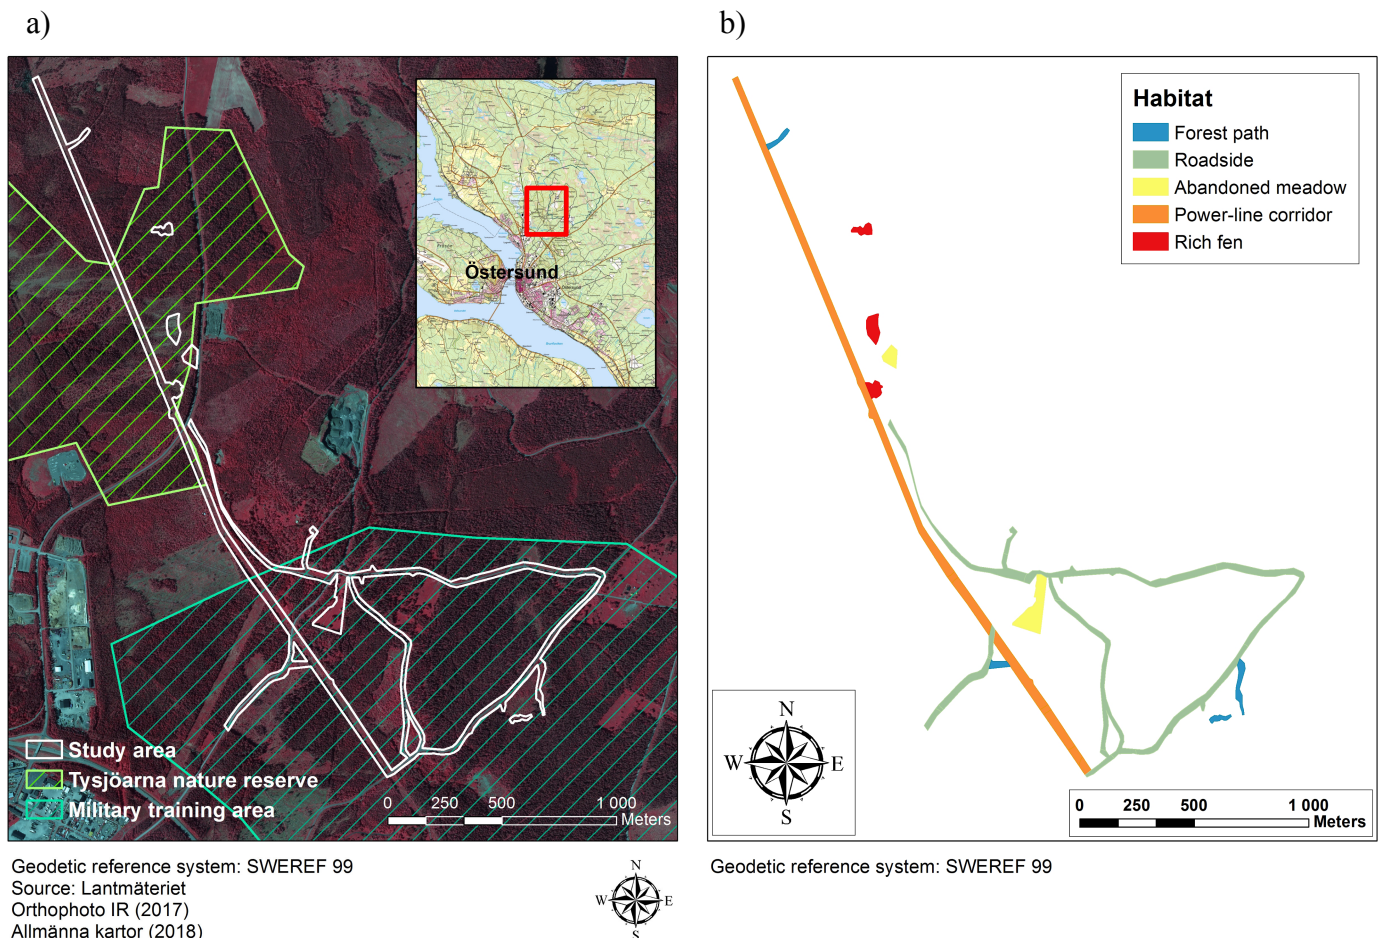 a)
Östersund
Study area
Tysjöarna nature reserve
Military training area
0 250 500 1 000
Meters
Geodetic reference system: SWEREF 99
Source: Lantmäteriet
Orthophoto IR (2017)
Allmänna kartor (2018)
N
W E
S
b)
Habitat
Forest path
Roadside
Abandoned meadow
Power-line corridor
Rich fen
N
W E
S
0 250 500 1 000
Meters
Geodetic reference system: SWEREF 99